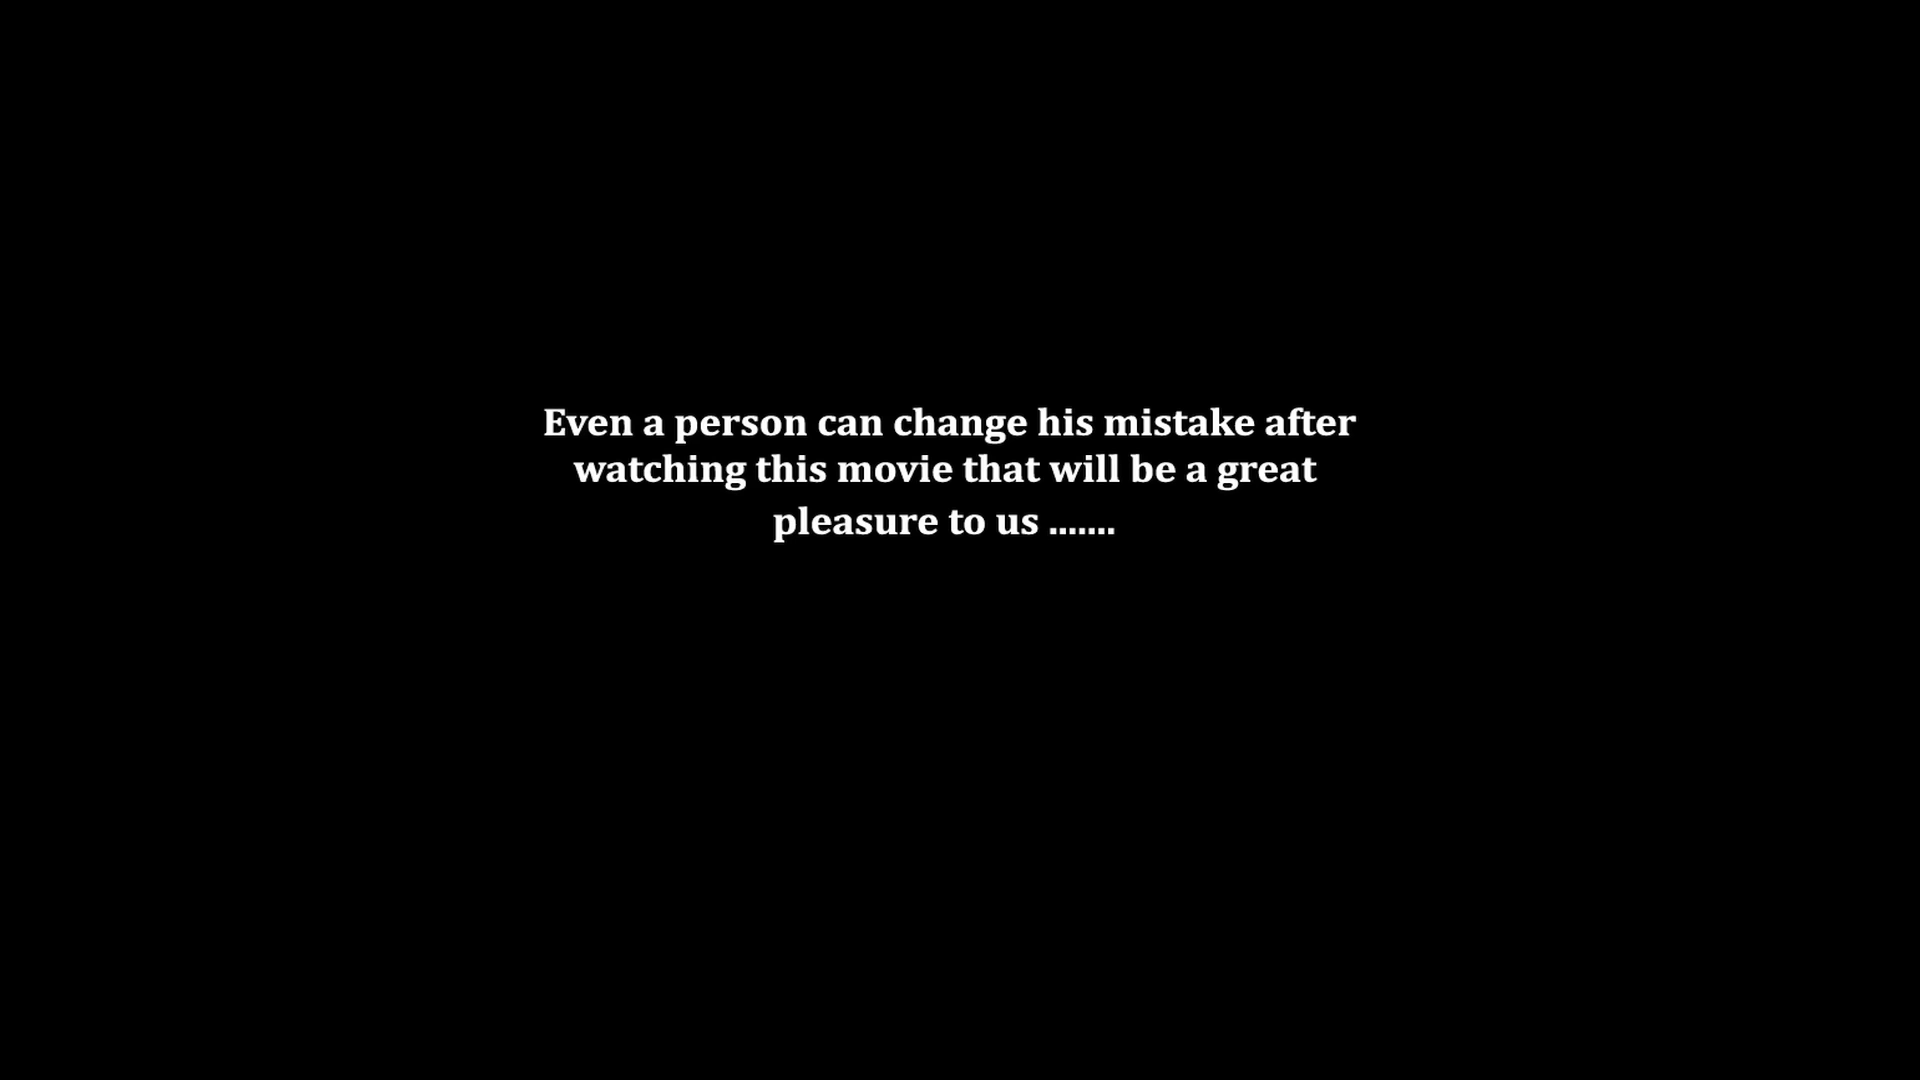 Even a person can change his mistake after
watching this movie that will be a great
pleasure to us .......